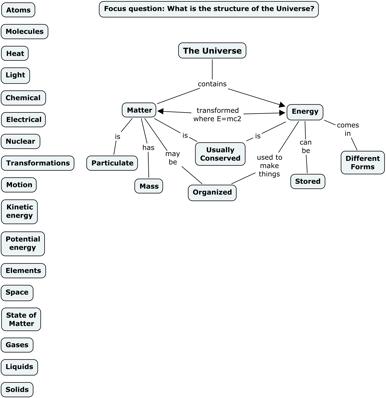 Focus question: What is the structure of the Universe?
Atoms
Molecules
Heat
Light
Chemical
Electrical
Nuclear
Transformations
Motion
Kinetic
energy
Potential
energy
Elements
Space
State of
Matter
Gases
Liquids
Solids
The Universe
contains
Matter
transformed
where E=mc2
Energy
is
has
may
be
is
is
used to
make
things
can
be
comes
in
Particulate
Mass
Usually
Conserved
Organized
Stored
Different
Forms